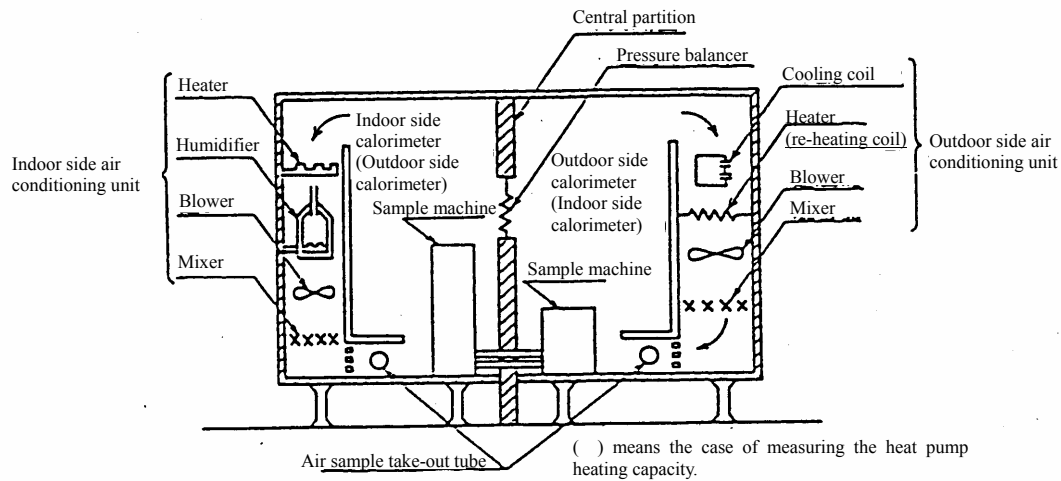 Central partition
Pressure balancer
Heater
Humidifier
Blower
Mixer
Indoor side air
conditioning unit
Indoor side
calorimeter
(Outdoor side
calorimeter)
Sample machine
Outdoor side
calorimeter
(Indoor side
calorimeter)
Sample machine
Cooling coil
Heater
(re-heating coil)
Blower
Mixer
Outdoor side air
conditioning unit
Air sample take-out tube
( ) means the case of measuring the heat pump
heating capacity.